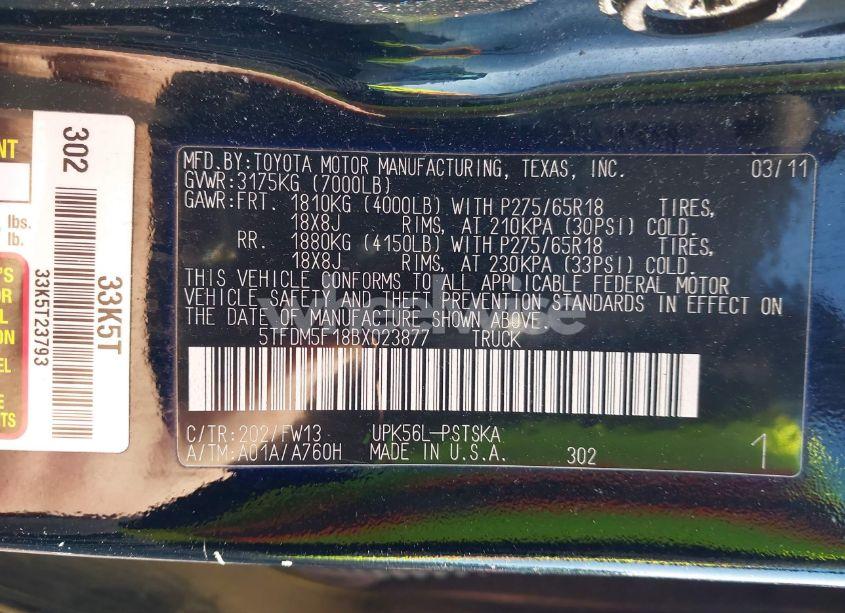 MFD.BY:TOYOTA MOTOR MANUFACTURING, TEXAS, INC. 03/11
GVWR:3175KG (7000LB)
GAWR:FRT. 1810KG (4000LB) WITH P275/65R18 TIRES,
18X8J RIMS, AT 210KPA (30PSI) COLD.
RR. 1880KG (4150LB) WITH P275/65R18 TIRES,
18X8J RIMS, AT 230KPA (33PSI) COLD.
THIS VEHICLE CONFORMS TO ALL APPLICABLE FEDERAL MOTOR
VEHICLE SAFETY AND THEFT PREVENTION STANDARDS IN EFFECT ON
THE DATE OF MANUFACTURE SHOWN ABOVE.
5TFDM5F18BX023877 TRUCK
C/TR:202/FW13 UPK56L-PSTSKA
A/TM:A01A/A760H MADE IN U.S.A. 302 1
302
33K5T
33K5T23793
lbs.
lb.
wheelwise